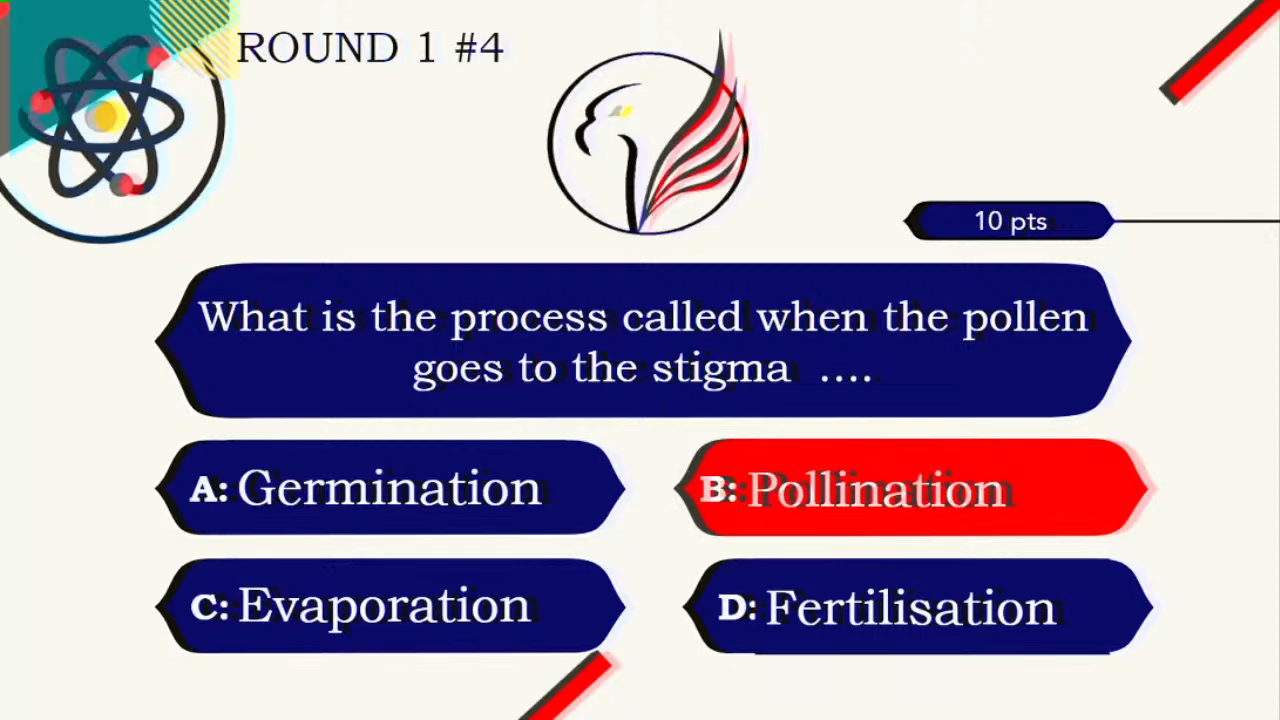 ROUND 1 #4
10 pts
What is the process called when the pollen
goes to the stigma ....
A: Germination
B: Pollination
C: Evaporation
D: Fertilisation